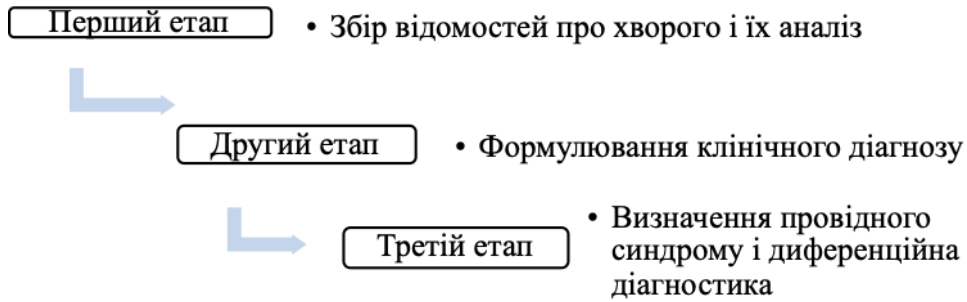 Перший етап
• Збір відомостей про хворого і їх аналіз
Другий етап
• Формулювання клінічного діагнозу
Третій етап
• Визначення провідного
синдрому і диференційна
діагностика